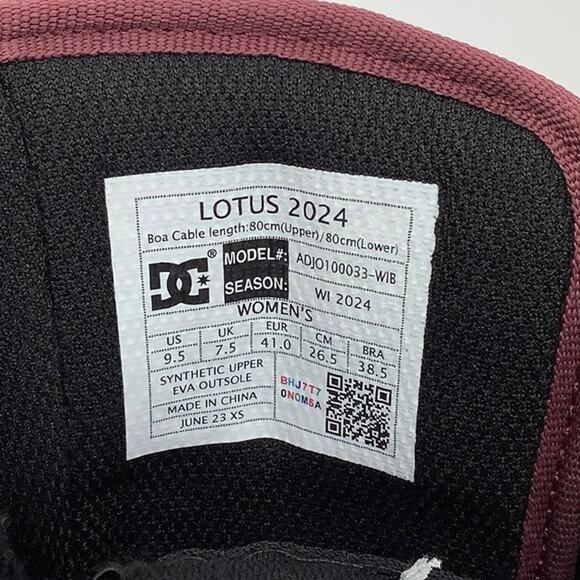 LOTUS 2024
Boa Cable length:80cm(Upper)/80cm(Lower)
DC®
MODEL#: ADJO100033-WIB
SEASON: WI 2024
WOMEN'S
US UK EUR CM BRA
9.5 7.5 41.0 26.5 38.5
SYNTHETIC UPPER
EVA OUTSOLE
MADE IN CHINA
JUNE 23 XS
BHJ7T7
0N0M5A